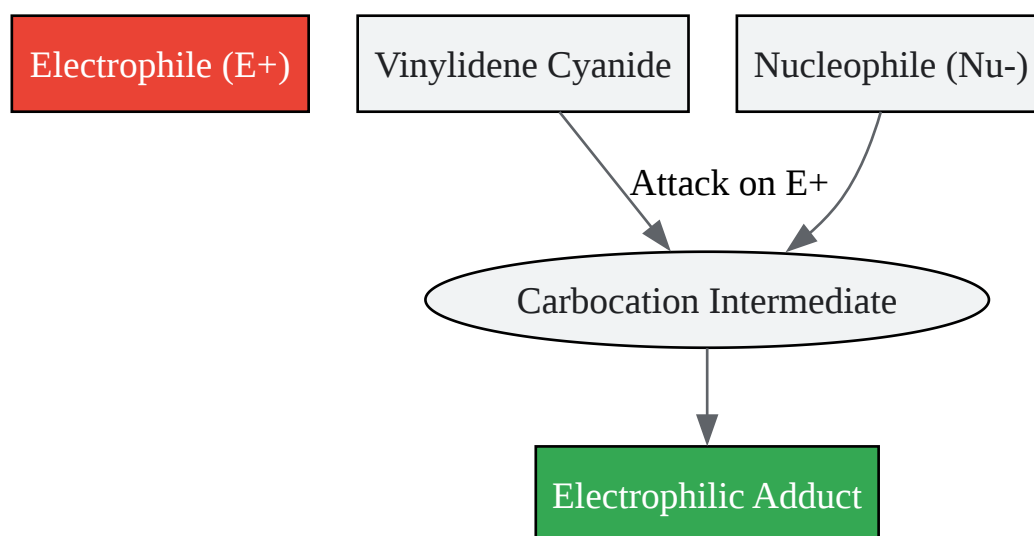 Electrophile (E+)
Vinylidene Cyanide
Nucleophile (Nu-)
Attack on E+
Carbocation Intermediate
Electrophilic Adduct